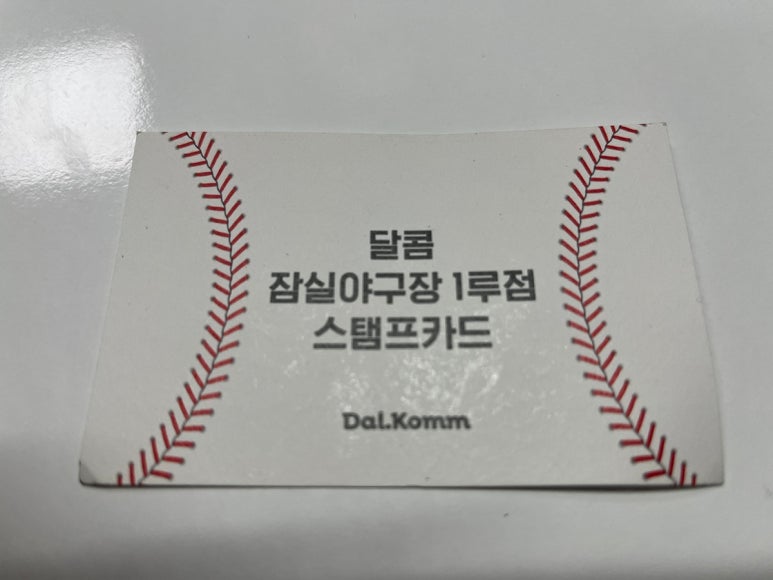 달콤
잠실야구장 1루점
스탬프카드
Dal.Komm